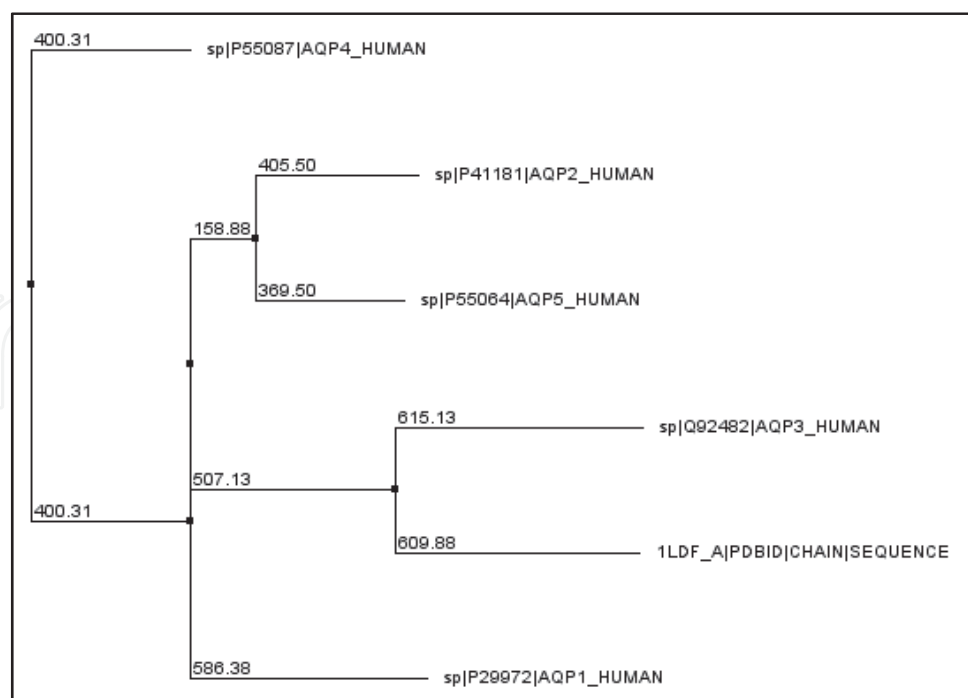 400.31
sp|P55087|AQP4_HUMAN
405.50
sp|P41181|AQP2_HUMAN
158.88
369.50
sp|P55064|AQP5_HUMAN
615.13
sp|Q92482|AQP3_HUMAN
507.13
400.31
609.88
1LDF_A|PDBID|CHAIN|SEQUENCE
586.38
sp|P29972|AQP1_HUMAN